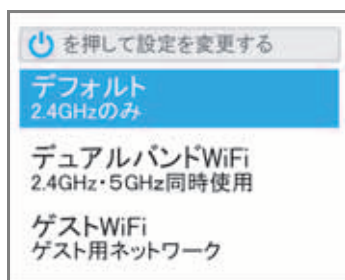 を押して設定を変更する
デフォルト
2.4GHzのみ
デュアルバンドWiFi
2.4GHz・5GHz同時使用
ゲストWiFi
ゲスト用ネットワーク